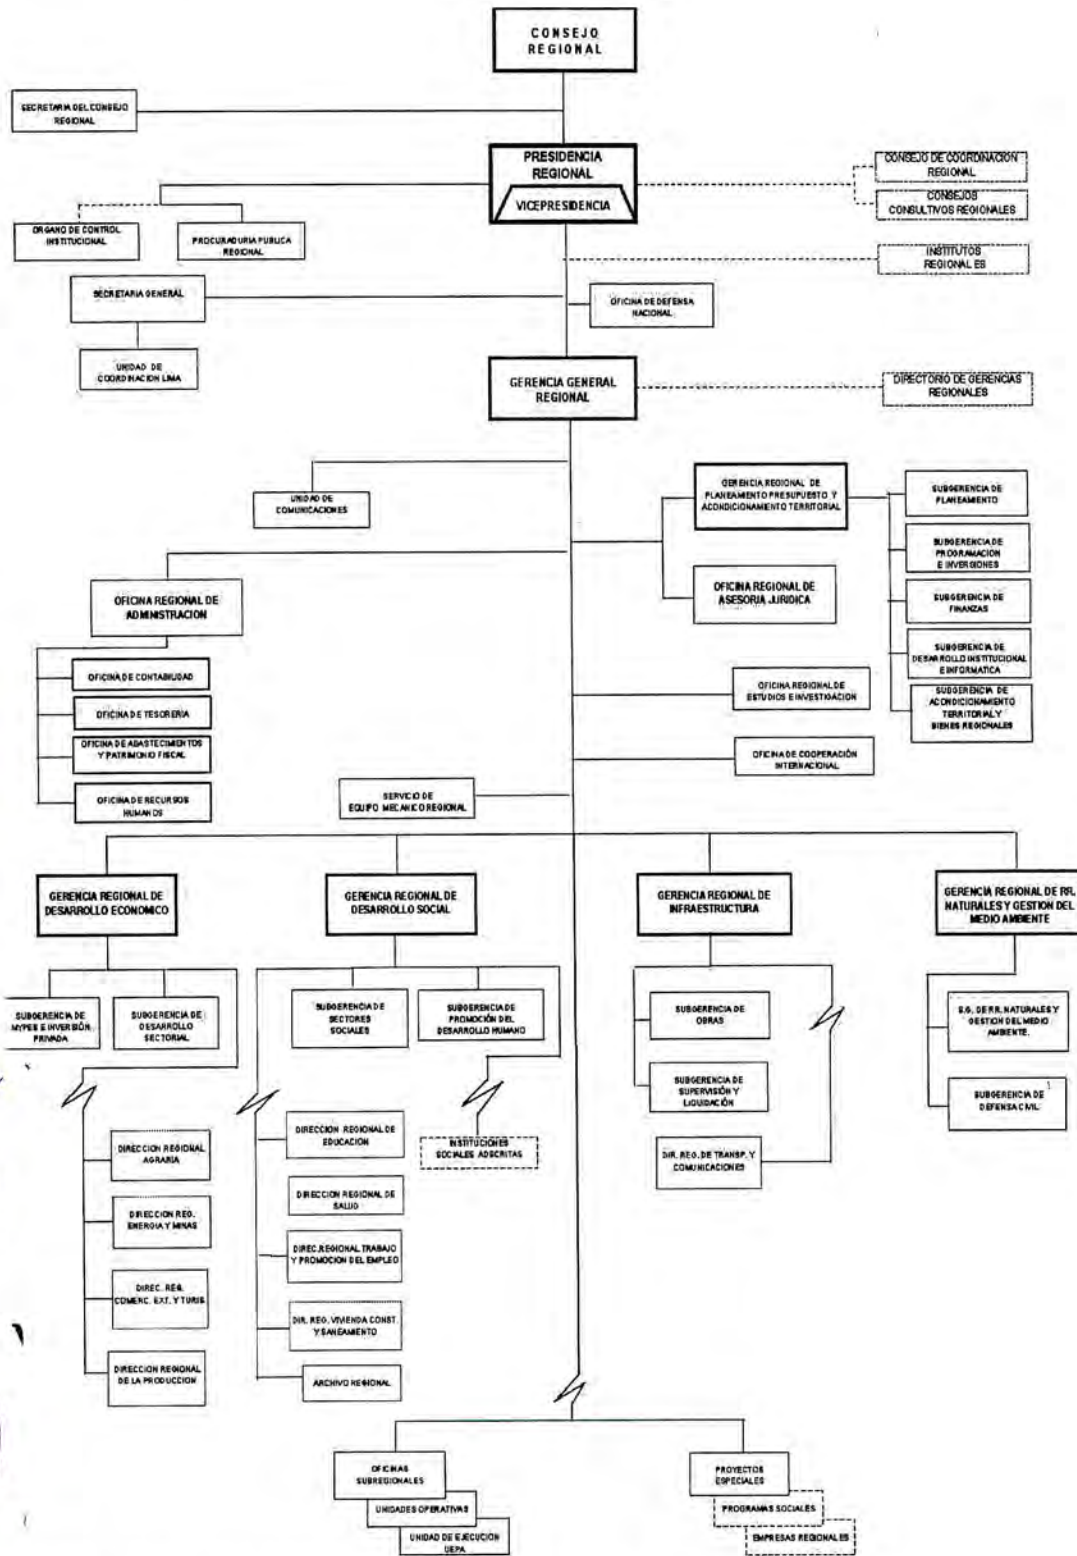 CONSEJO
REGIONAL
SECRETARIA DEL CONSEJO
REGIONAL
PRESIDENCIA
REGIONAL
VICEPRESIDENCIA
CONSEJO DE COORDINACION
REGIONAL
CONSEJOS
CONSULTIVOS REGIONALES
ORGANO DE CONTROL
INSTITUCIONAL
PROCURADURIA PUBLICA
REGIONAL
INSTITUTOS
REGIONALES
SECRETARIA GENERAL
OFICINA DE DEFENSA
NACIONAL
UNIDAD DE
COORDINACION LIMA
GERENCIA GENERAL
REGIONAL
DIRECTORIO DE GERENCIAS
REGIONALES
UNIDAD DE
COMUNICACIONES
GERENCIA REGIONAL DE
PLANEAMIENTO PRESUPUESTO Y
ACONDICIONAMIENTO TERRITORIAL
SUBGERENCIA DE
PLANEAMIENTO
SUBGERENCIA DE
PROGRAMACION
E INVERSIONES
OFICINA REGIONAL DE
ASESORIA JURIDICA
SUBGERENCIA DE
FINANZAS
SUBGERENCIA DE
DESARROLLO INSTITUCIONAL
E INFORMATICA
SUBGERENCIA DE
ACONDICIONAMIENTO
TERRITORIAL Y
BIENES REGIONALES
OFICINA REGIONAL DE
ADMINISTRACION
OFICINA DE CONTABILIDAD
OFICINA DE TESORERIA
OFICINA DE ABASTECIMENTOS
Y PATRIMONIO FISCAL
OFICINA DE RECURSOS
HUMANOS
OFICINA REGIONAL DE
ESTUDIOS E INVESTIGACION
OFICINA DE COOPERACIÓN
INTERNACIONAL
SERVICIO DE
EQUIPO MECANICO REGIONAL
GERENCIA REGIONAL DE
DESARROLLO ECONOMICO
GERENCIA REGIONAL DE
DESARROLLO SOCIAL
GERENCIA REGIONAL DE
INFRAESTRUCTURA
GERENCIA REGIONAL DE RR.
NATURALES Y GESTION DEL
MEDIO AMBIENTE
SUBGERENCIA DE
MYPES E INVERSIÓN
PRIVADA
SUBGERENCIA DE
DESARROLLO
SECTORIAL
SUBGERENCIA DE
SECTORES
SOCIALES
SUBGERENCIA DE
PROMOCIÓN DEL
DESARROLLO HUMANO
SUBGERENCIA DE
OBRAS
S.G. DE RR. NATURALES Y
GESTION DEL MEDIO
AMBIENTE.
SUBGERENCIA DE
SUPERVISIÓN Y
LIQUIDACIÓN
SUBGERENCIA DE
DEFENSA CIVIL
DIRECCION REGIONAL
AGRARIA
DIRECCION REG.
ENERGIA Y MINAS
DIREC. REG.
COMENC. EXT. Y TURIS
DIRECCION REGIONAL
DE LA PRODUCCION
DIRECCION REGIONAL DE
EDUCACION
DIRECCION REGIONAL DE
SALUD
DIREC.REGIONAL TRABAJO
Y PROMOCION DEL EMPLEO
DIR. REG. VIVIENDA CONST.
Y SANEAMIENTO
ARCHIVO REGIONAL
INSTITUCIONES
SOCIALES ADSCRITAS
DIR. REG. DE TRANSP. Y
COMUNICACIONES
OFICINAS
SUBREGIONALES
UNIDADES OPERATIVAS
UNIDAD DE EJECUCION
UEPA
PROYECTOS
ESPECIALES
PROGRAMAS SOCIALES
EMPRESAS REGIONALES